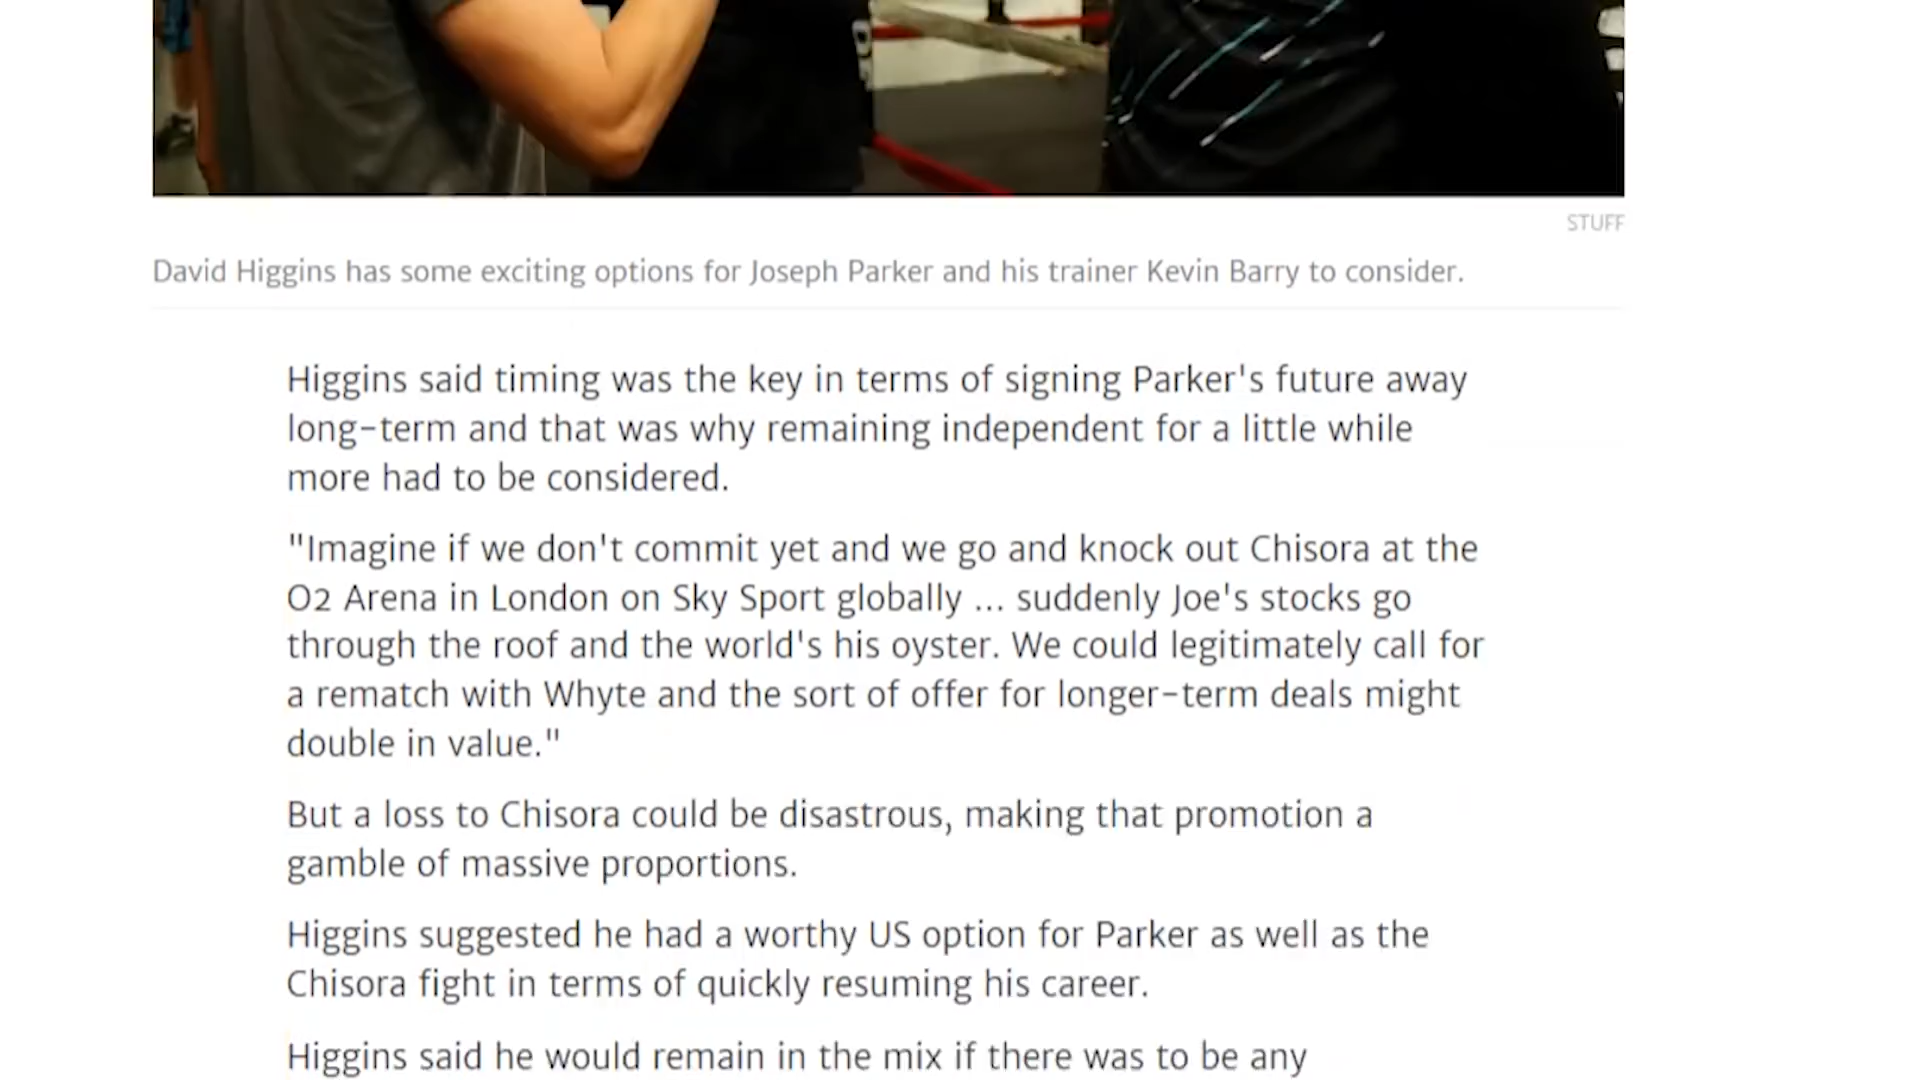 STUFF
David Higgins has some exciting options for Joseph Parker and his trainer Kevin Barry to consider.
Higgins said timing was the key in terms of signing Parker's future away
long-term and that was why remaining independent for a little while
more had to be considered.
"Imagine if we don't commit yet and we go and knock out Chisora at the
O2 Arena in London on Sky Sport globally ... suddenly Joe's stocks go
through the roof and the world's his oyster. We could legitimately call for
a rematch with Whyte and the sort of offer for longer-term deals might
double in value."
But a loss to Chisora could be disastrous, making that promotion a
gamble of massive proportions.
Higgins suggested he had a worthy US option for Parker as well as the
Chisora fight in terms of quickly resuming his career.
Higgins said he would remain in the mix if there was to be any